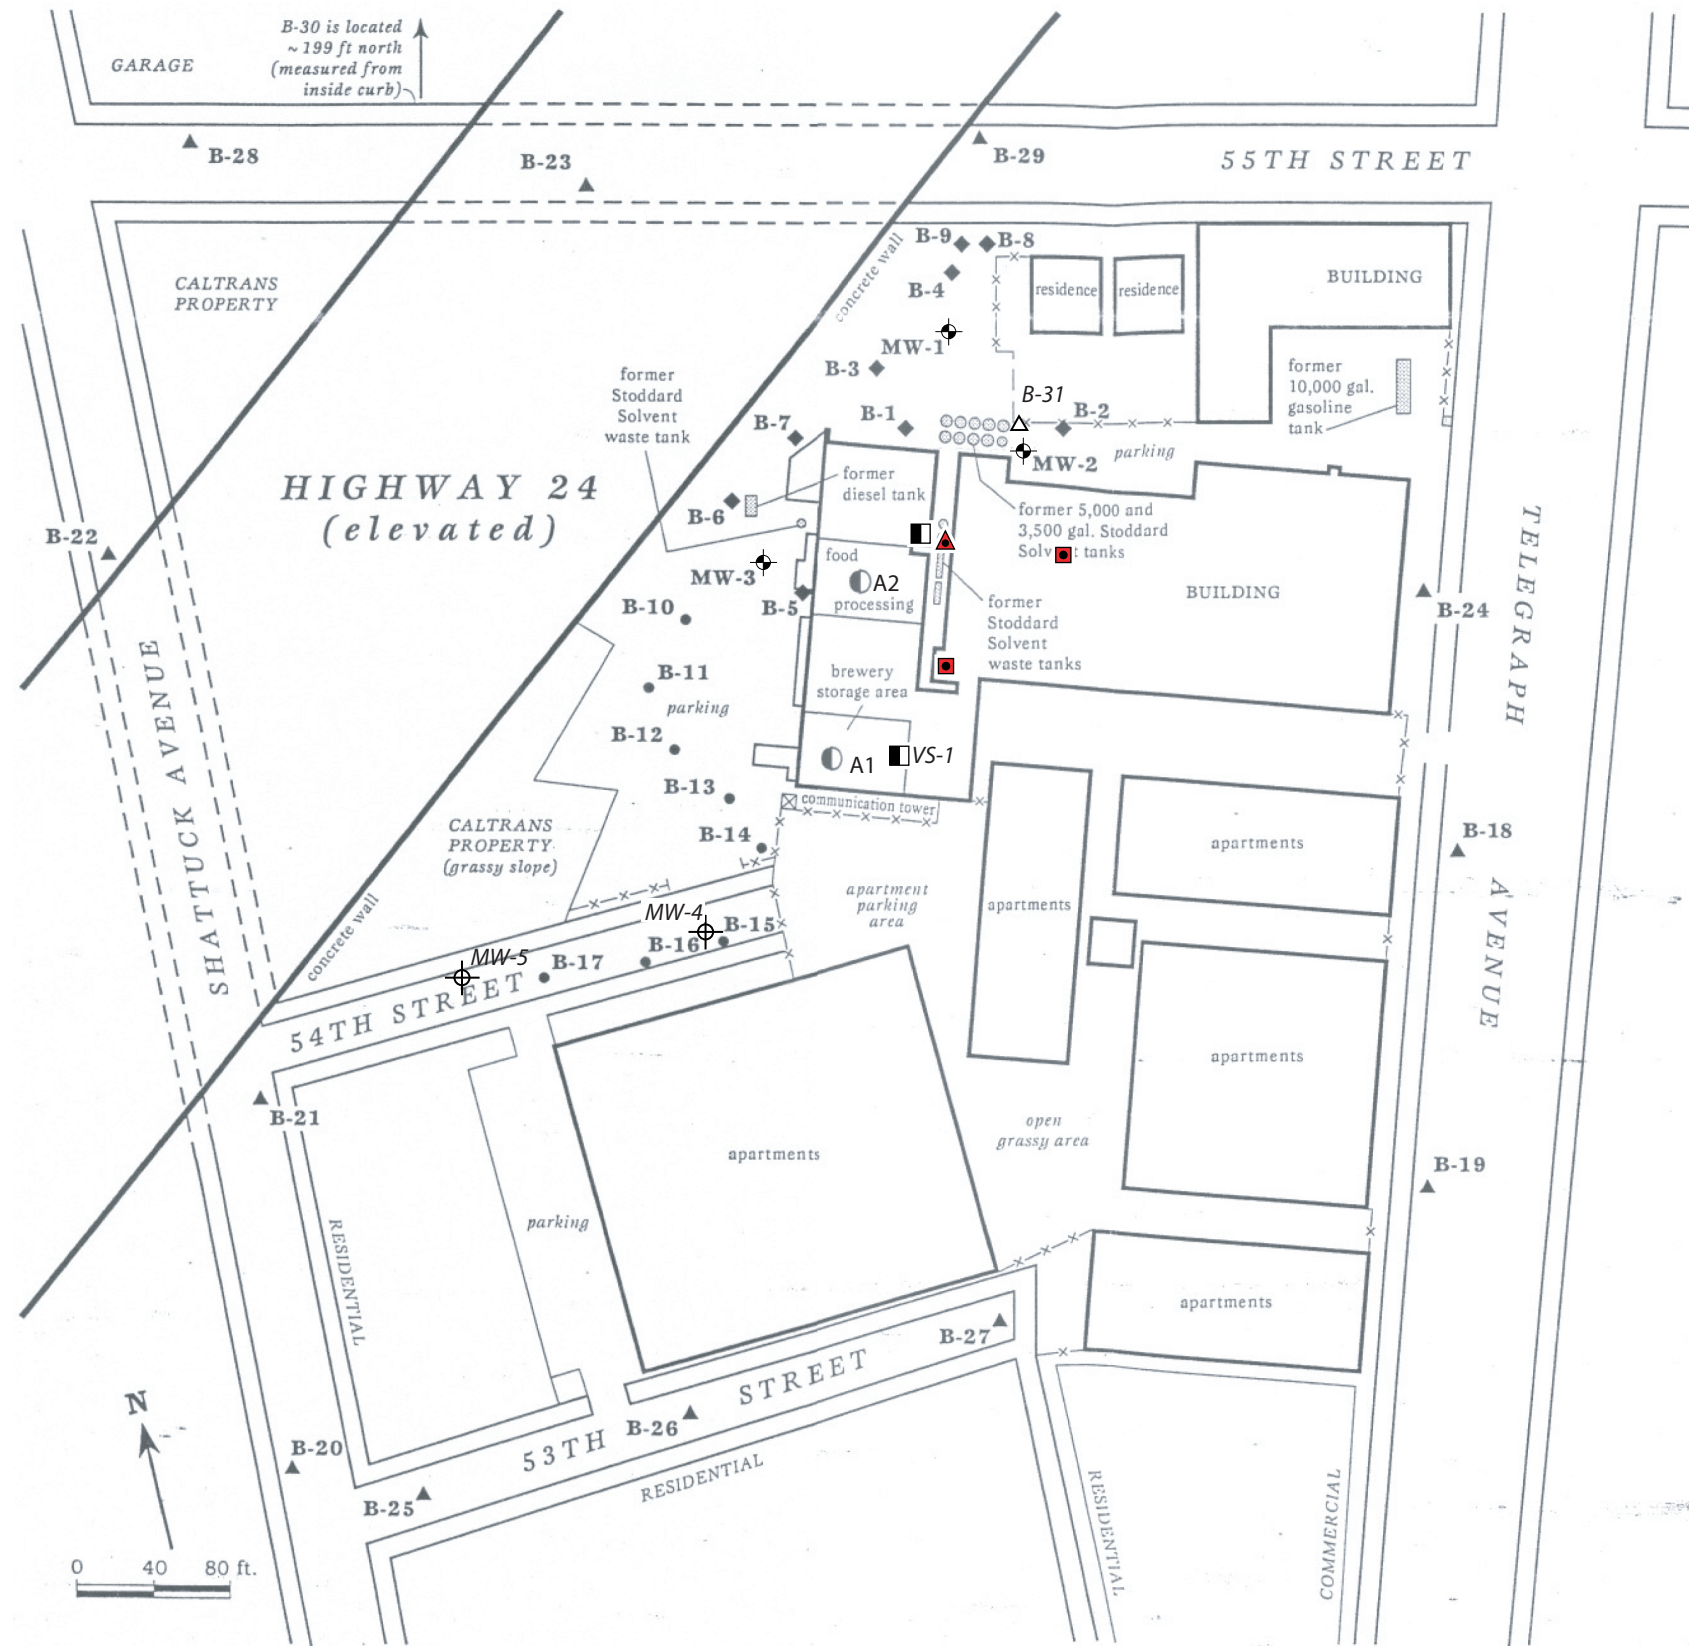 B-30 is located
~ 199 ft north
(measured from
inside curb)
GARAGE
B-28
B-23
B-29
55TH STREET
CALTRANS
PROPERTY
concrete wall
B-9
B-8
B-4
residence
residence
BUILDING
MW-1
B-3
former
Stoddard
Solvent
waste tank
B-31
B-1
B-2
former
10,000 gal.
gasoline
tank
B-7
parking
MW-2
HIGHWAY 24
(elevated)
former
diesel tank
B-6
former 5,000 and
3,500 gal. Stoddard
Solv t tanks
B-22
food
processing
A2
MW-3
B-5
B-10
former
Stoddard
Solvent
waste tanks
BUILDING
B-24
TELEGRAPH
AVENUE
SHATTUCK AVENUE
B-11
parking
brewery
storage area
B-12
A1
VS-1
B-13
communication tower
B-14
CALTRANS
PROPERTY
(grassy slope)
apartments
B-18
apartment
parking
area
apartments
concrete wall
MW-4
B-15
B-16
MW-5
B-17
54TH STREET
apartments
B-21
open
grassy area
apartments
B-19
RESIDENTIAL
parking
apartments
B-27
N
53TH STREET
B-26
B-20
B-25
RESIDENTIAL
RESIDENTIAL
COMMERCIAL
0 40 80 ft.